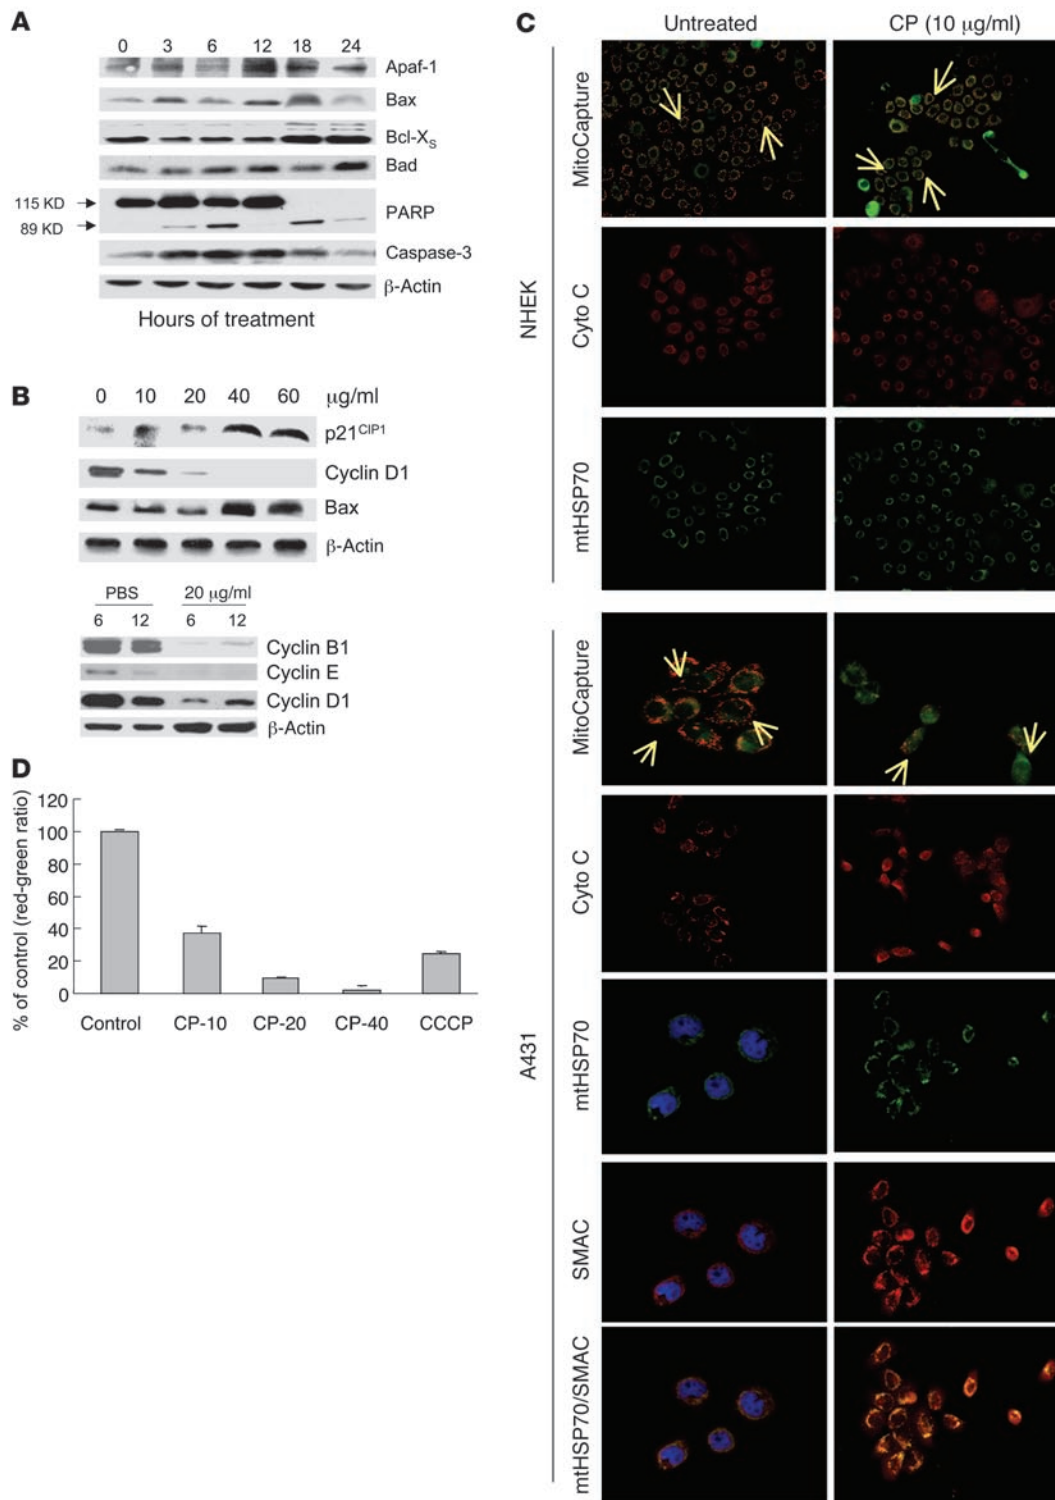 A
0 3 6 12 18 24
Apaf-1
Bax
Bcl-XS
Bad
115 KD
PARP
89 KD
Caspase-3
β-Actin
Hours of treatment
B
0 10 20 40 60 μg/ml
p21CIP1
Cyclin D1
Bax
β-Actin
PBS 20 μg/ml
6 12 6 12
Cyclin B1
Cyclin E
Cyclin D1
β-Actin
D
% of control (red-green ratio)
120
100
80
60
40
20
0
Control CP-10 CP-20 CP-40 CCCP
C
Untreated CP (10 μg/ml)
NHEK
MitoCapture
Cyto C
mtHSP70
A431
MitoCapture
Cyto C
mtHSP70
SMAC
mtHSP70/SMAC